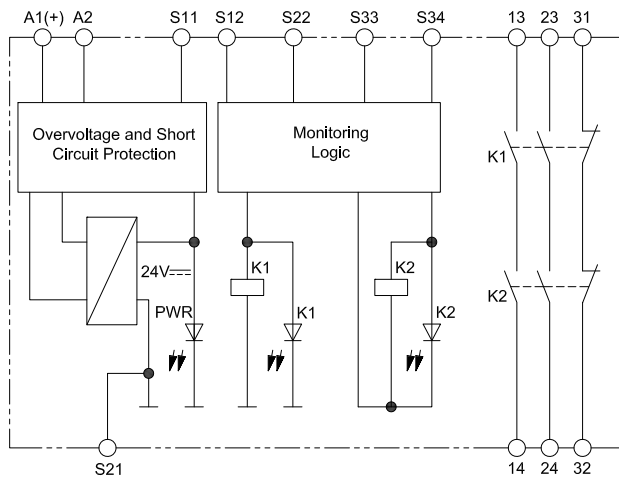 A1(+) A2 S11 S12 S22 S33 S34 13 23 31
Overvoltage and Short
Circuit Protection
Monitoring
Logic
K1
24V
K1
K2
K2
PWR
K1
K2
S21
14 24 32